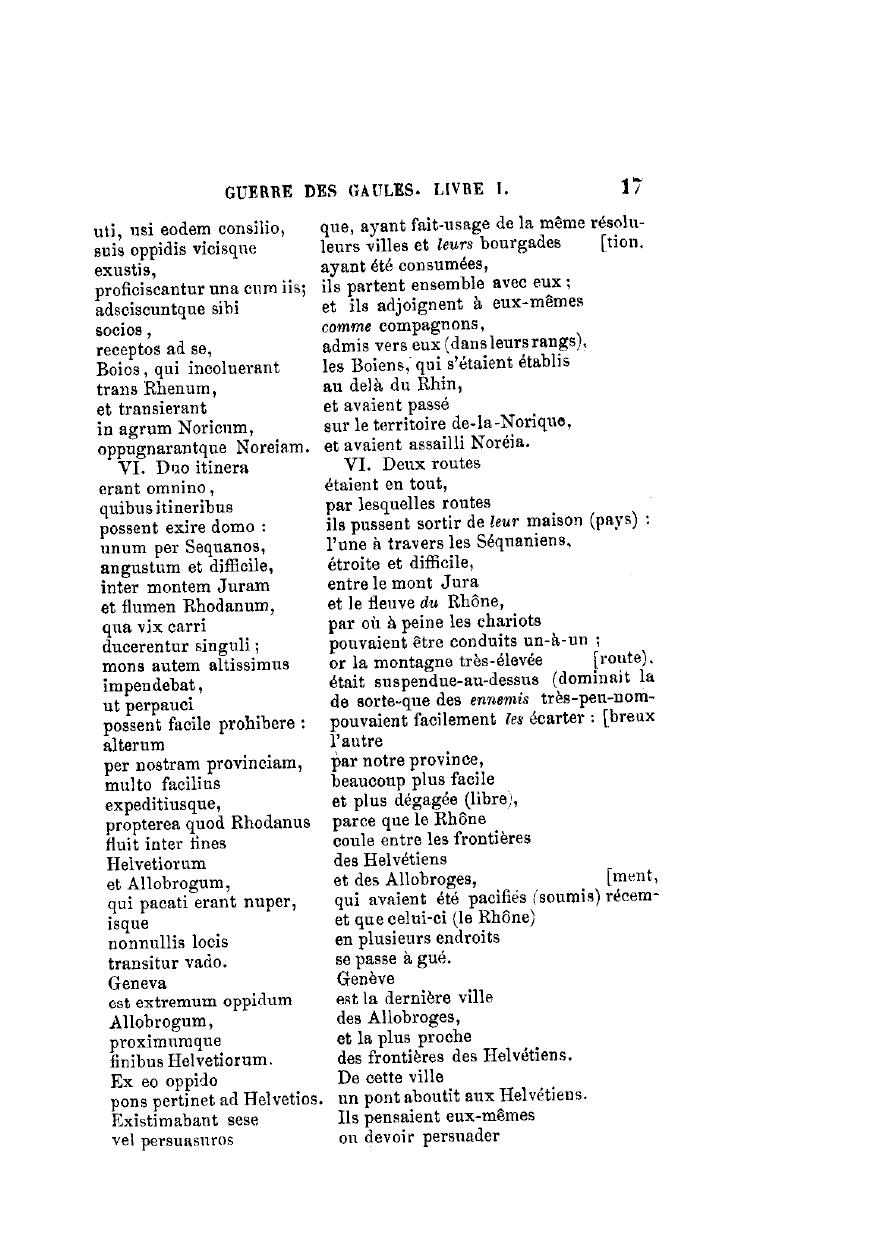 GUERRE DES GAULES. LIVRE I. 17
uti, usi eodem consilio,
suis oppidis vicisque
exustis,
proficiscantur una cum iis;
adsciscuntque sibi
socios,
receptos ad se,
Boios, qui incoluerant
trans Rhenum,
et transierant
in agrum Noricum,
oppugnarantque Noreiam.
VI. Duo itinera
erant omnino,
quibus itineribus
possent exire domo :
unum per Sequanos,
angustum et difficile,
inter montem Juram
et flumen Rhodanum,
qua vix carri
ducerentur singuli ;
mons autem altissimus
impendebat,
ut perpauci
possent facile prohibere :
alterum
per nostram provinciam,
multo facilius
expeditiusque,
propterea quod Rhodanus
fluit inter fines
Helvetiorum
et Allobrogum,
qui pacati erant nuper,
isque
nonnullis locis
transitur vado.
Geneva
est extremum oppidum
Allobrogum,
proximumque
finibus Helvetiorum.
Ex eo oppido
pons pertinet ad Helvetios.
Existimabant sese
vel persuasuros
que, ayant fait-usage de la même résolu-
leurs villes et leurs bourgades [tion,
ayant été consumées,
ils partent ensemble avec eux ;
et ils adjoignent à eux-mêmes
comme compagnons,
admis vers eux (dans leurs rangs),
les Boiens, qui s'étaient établis
au delà du Rhin,
et avaient passé
sur le territoire de-la-Norique,
et avaient assailli Noréia.
VI. Deux routes
étaient en tout,
par lesquelles routes
ils pussent sortir de leur maison (pays) :
l'une à travers les Séquaniens,
étroite et difficile,
entre le mont Jura
et le fleuve du Rhône,
par où à peine les chariots
pouvaient être conduits un-à-un ;
or la montagne très-élevée [route),
était suspendue-au-dessus (dominait la
de sorte-que des ennemis très-peu-nom-
pouvaient facilement les écarter : [breux
l'autre
par notre province,
beaucoup plus facile
et plus dégagée (libre),
parce que le Rhône
coule entre les frontières
des Helvétiens
et des Allobroges, [ment,
qui avaient été pacifiés (soumis) récem-
et que celui-ci (le Rhône)
en plusieurs endroits
se passe à gué.
Genève
est la dernière ville
des Allobroges,
et la plus proche
des frontières des Helvétiens.
De cette ville
un pont aboutit aux Helvétiens.
Ils pensaient eux-mêmes
ou devoir persuader